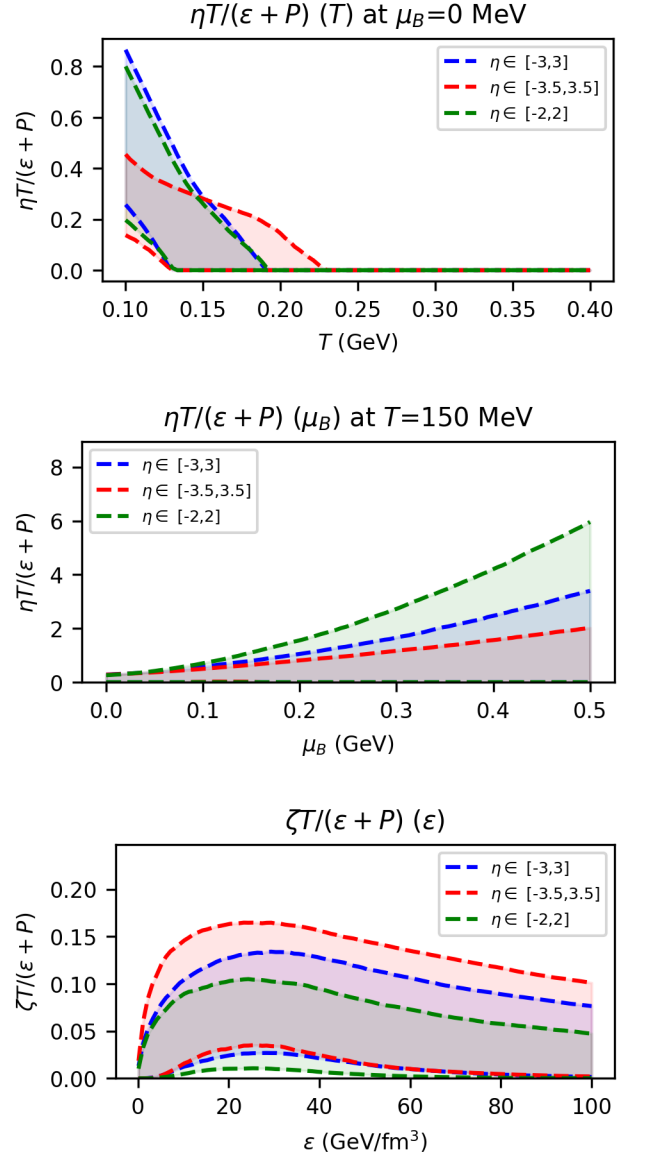 ηT/(ε + P) (T) at μ_B=0 MeV
η∈ [-3,3]
η∈ [-3.5,3.5]
η∈ [-2,2]
ηT/(ε + P)
0.8
0.6
0.4
0.2
0.0
0.10 0.15 0.20 0.25 0.30 0.35 0.40
T (GeV)
ηT/(ε + P) (μ_B) at T=150 MeV
η∈ [-3,3]
η∈ [-3.5,3.5]
η∈ [-2,2]
ηT/(ε + P)
8
6
4
2
0
0.0 0.1 0.2 0.3 0.4 0.5
μ_B (GeV)
ζT/(ε + P) (ε)
η∈ [-3,3]
η∈ [-3.5,3.5]
η∈ [-2,2]
ζT/(ε + P)
0.20
0.15
0.10
0.05
0.00
0 20 40 60 80 100
ε (GeV/fm³)